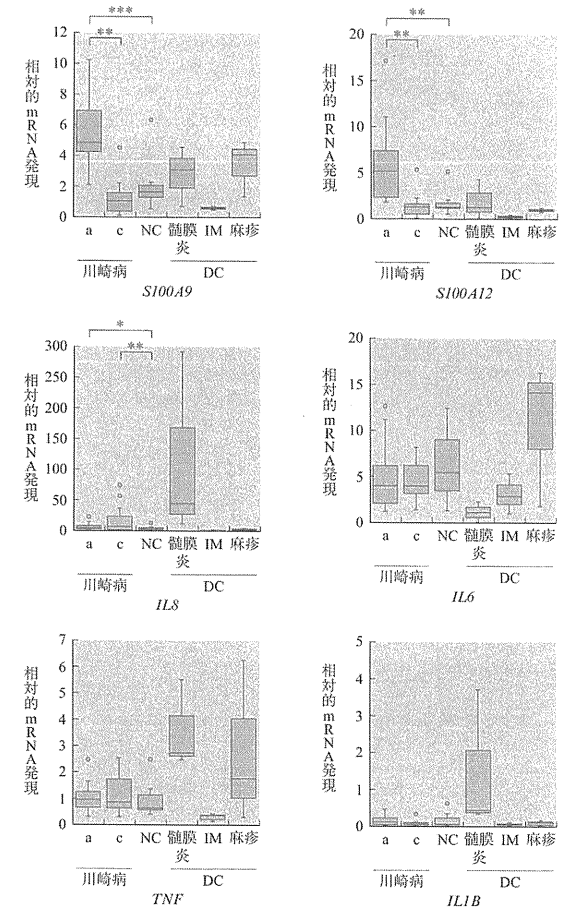 ***
**
12
10
8
6
4
2
0
相対的mRNA発現
a c NC 髄膜炎 IM 麻疹
川崎病 DC
S100A9
**
**
20
15
10
5
0
相対的mRNA発現
a c NC 髄膜炎 IM 麻疹
川崎病 DC
S100A12
*
**
300
250
200
150
100
50
0
相対的mRNA発現
a c NC 髄膜炎 IM 麻疹
川崎病 DC
IL8
20
15
10
5
0
相対的mRNA発現
a c NC 髄膜炎 IM 麻疹
川崎病 DC
IL6
7
6
5
4
3
2
1
0
相対的mRNA発現
a c NC 髄膜炎 IM 麻疹
川崎病 DC
TNF
5
4
3
2
1
0
相対的mRNA発現
a c NC 髄膜炎 IM 麻疹
川崎病 DC
IL1B